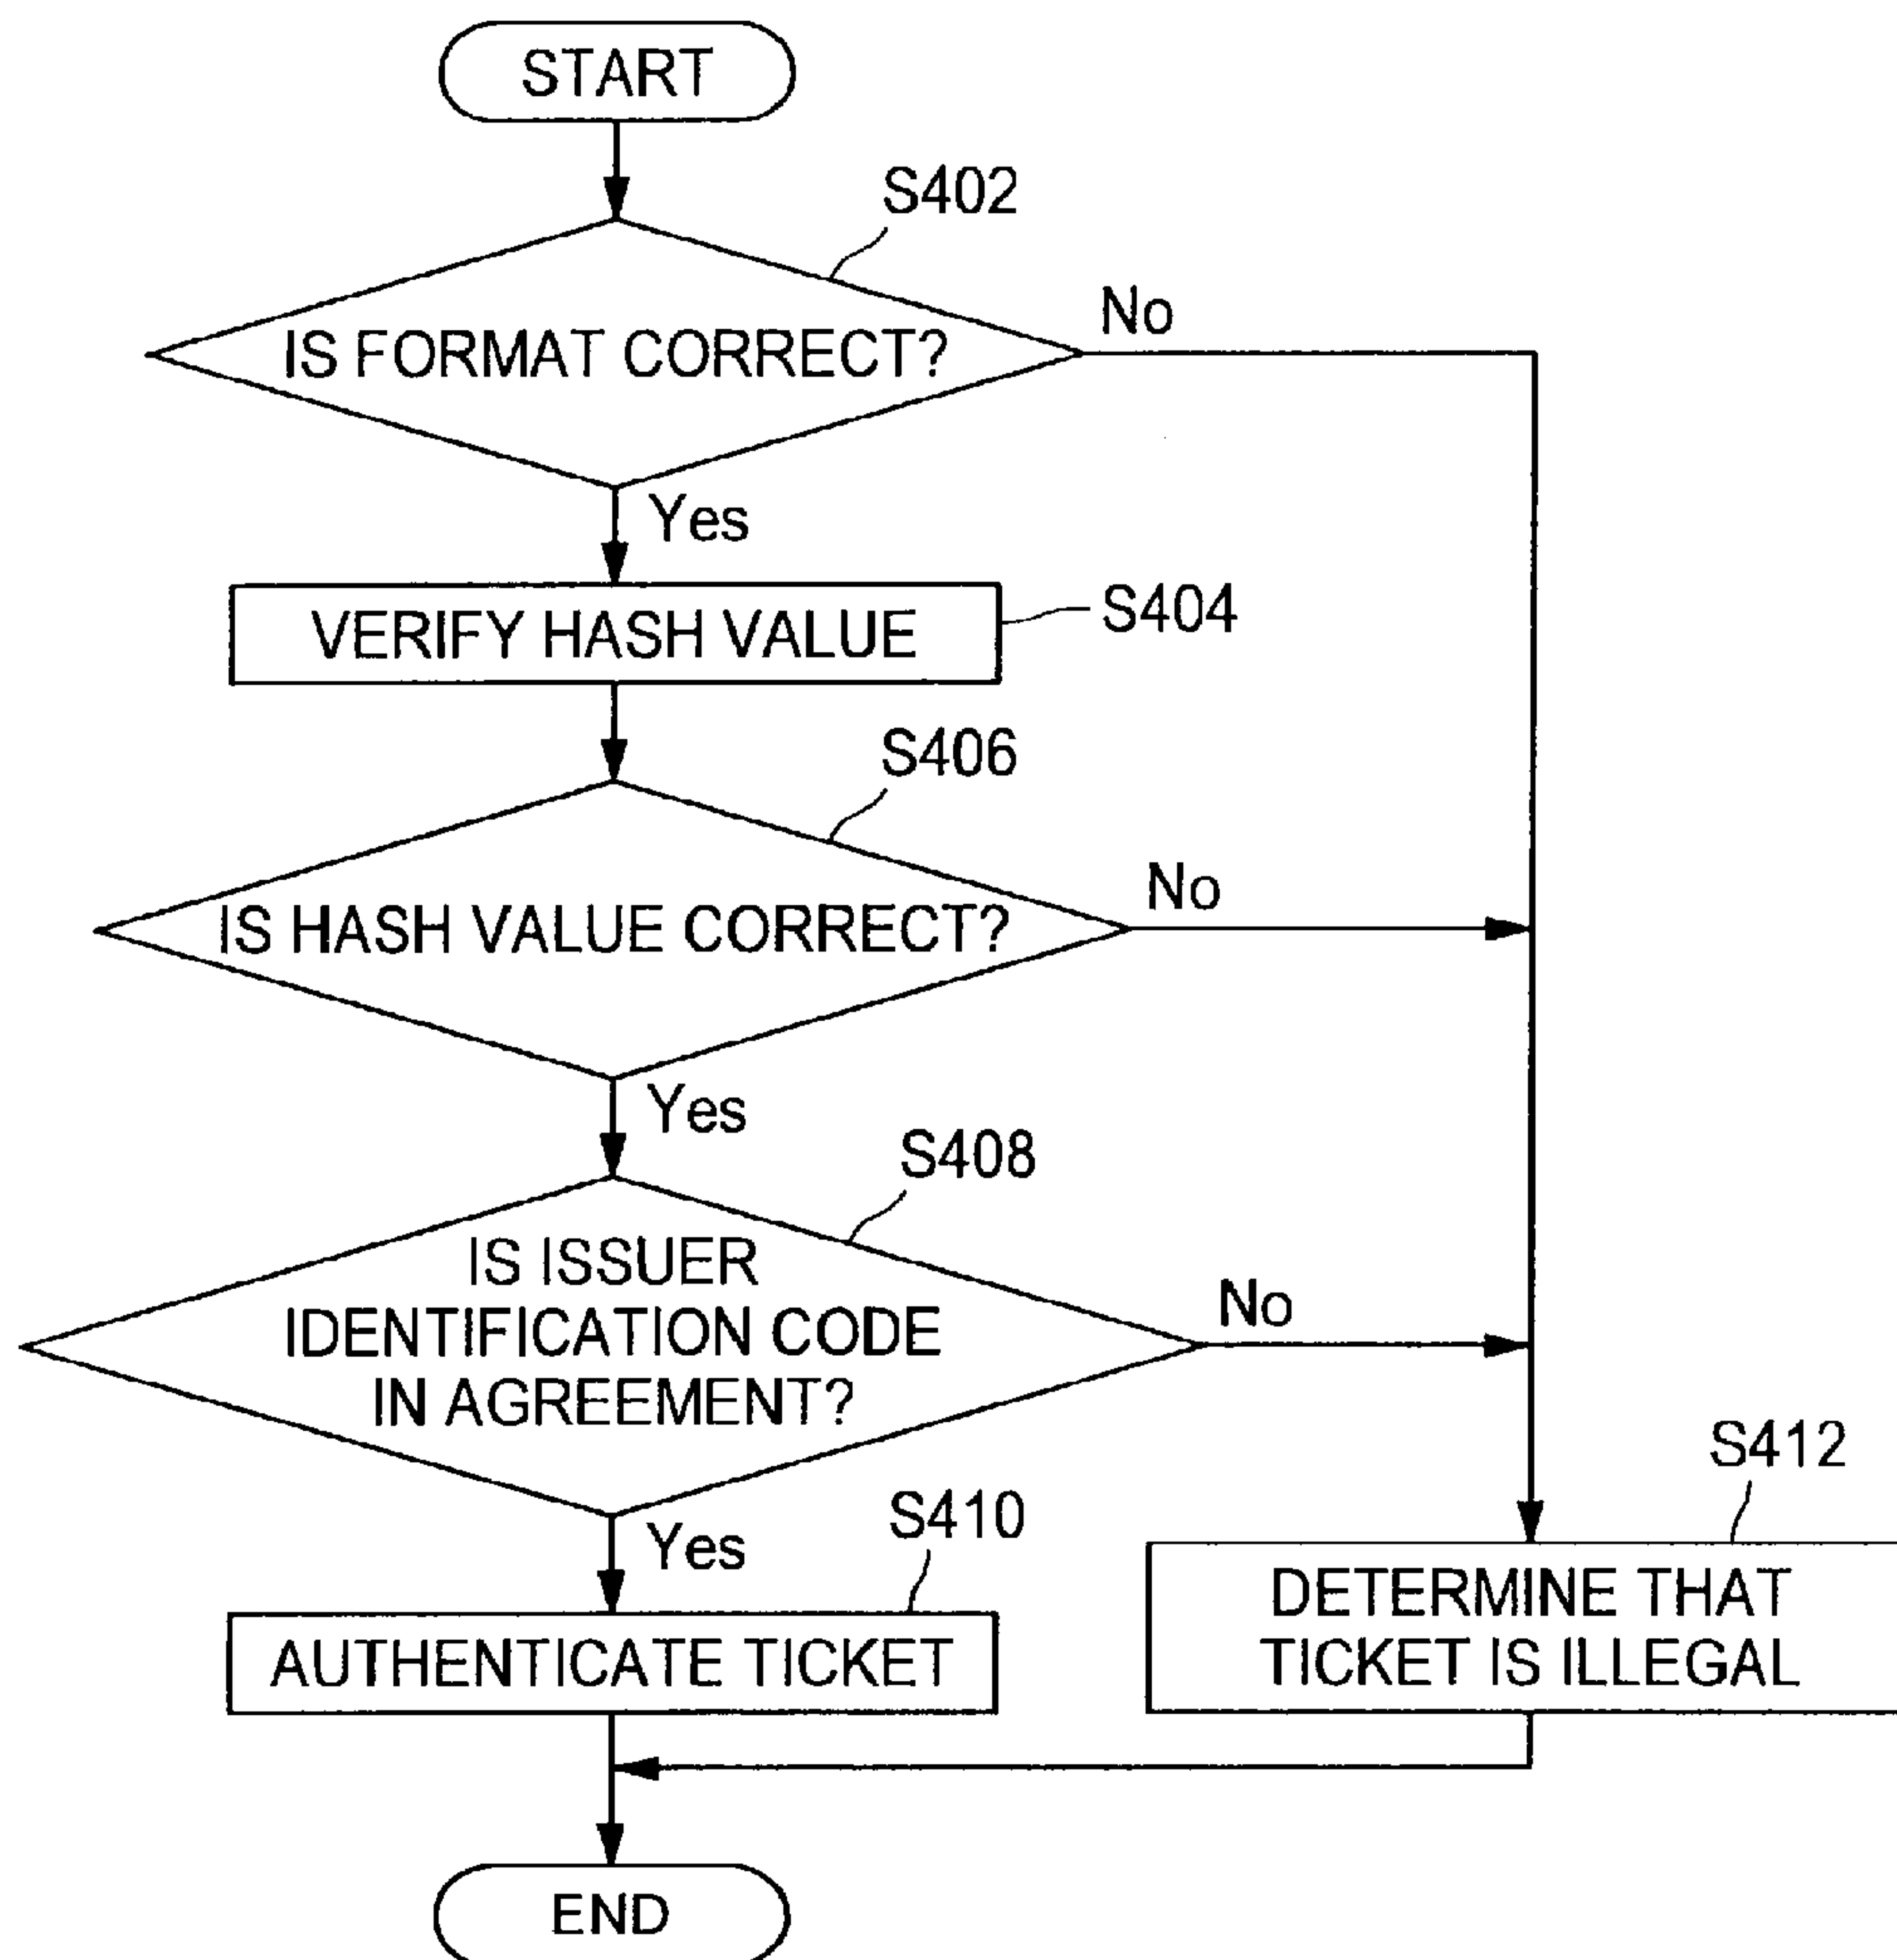 START
S402
IS FORMAT CORRECT?
No
Yes
VERIFY HASH VALUE
S404
S406
IS HASH VALUE CORRECT?
No
Yes
S408
IS ISSUER
IDENTIFICATION CODE
IN AGREEMENT?
No
Yes
S410
AUTHENTICATE TICKET
S412
DETERMINE THAT
TICKET IS ILLEGAL
END